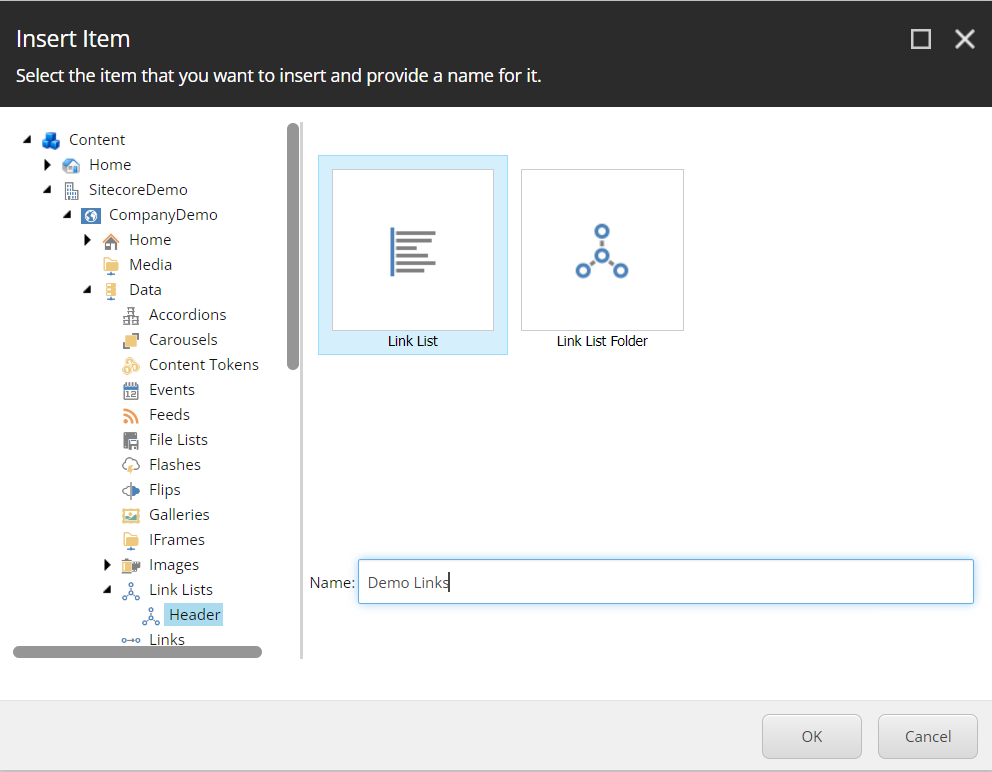 Insert Item
Select the item that you want to insert and provide a name for it.
Content
Home
SitecoreDemo
CompanyDemo
Home
Media
Data
Accordions
Carousels
Content Tokens
12
Events
Feeds
File Lists
Flashes
Flips
Galleries
IFrames
Images
Link Lists
Header
Links
Link List
Link List Folder
Name: Demo Links
OK
Cancel